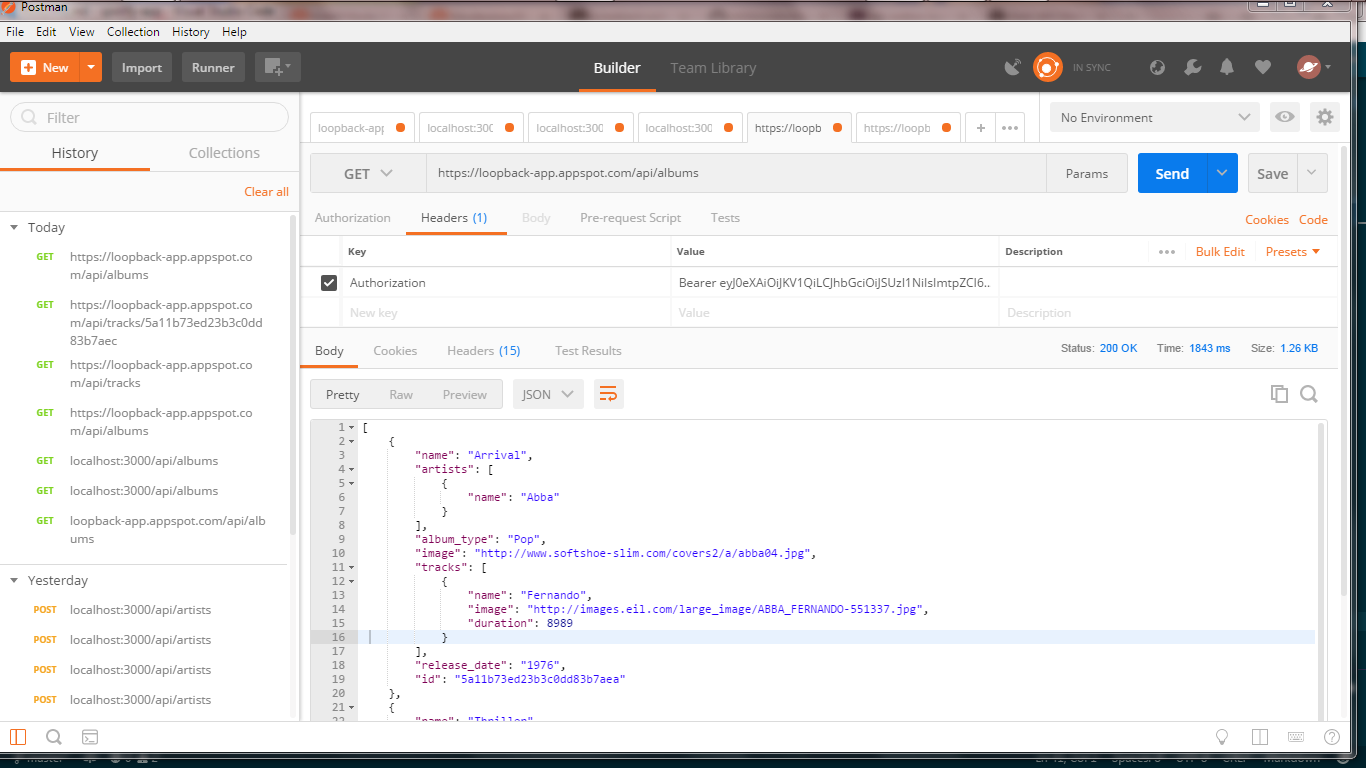 Postman
File Edit View Collection History Help
New Import Runner Builder Team Library IN SYNC
Filter
History Collections
Clear all
Today
GET https://loopback-app.appspot.co
m/api/albums
GET https://loopback-app.appspot.co
m/api/tracks/5a11b73ed23b3c0dd
83b7aec
GET https://loopback-app.appspot.co
m/api/tracks
GET https://loopback-app.appspot.co
m/api/albums
GET localhost:3000/api/albums
GET localhost:3000/api/albums
GET loopback-app.appspot.com/api/alb
ums
Yesterday
POST localhost:3000/api/artists
POST localhost:3000/api/artists
POST localhost:3000/api/artists
POST localhost:3000/api/artists
loopback-app localhost:300 localhost:300 localhost:300 https://loopb https://loopb + •••
No Environment
GET https://loopback-app.appspot.com/api/albums Params Send Save
Authorization Headers (1) Body Pre-request Script Tests Cookies Code
Key Value Description ••• Bulk Edit Presets
Authorization Bearer eyJ0eXAiOiJKV1QiLCJhbGciOiJSUzI1NiIsImtpZCI6..
New key Value Description
Body Cookies Headers (15) Test Results Status: 200 OK Time: 1843 ms Size: 1.26 KB
Pretty Raw Preview JSON
1 [
2 {
3 "name": "Arrival",
4 "artists": [
5 {
6 "name": "Abba"
7 }
8 ],
9 "album_type": "Pop",
10 "image": "http://www.softshoe-slim.com/covers2/a/abba04.jpg",
11 "tracks": [
12 {
13 "name": "Fernando",
14 "image": "http://images.eil.com/large_image/ABBA_FERNANDO-551337.jpg",
15 "duration": 8989
16 }
17 ],
18 "release_date": "1976",
19 "id": "5a11b73ed23b3c0dd83b7aea"
20 },
21 {
22 "name": "Thriller"